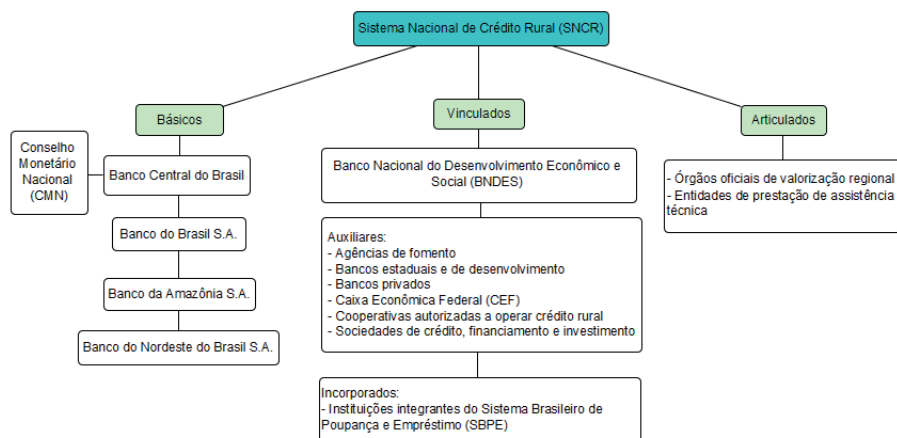 Sistema Nacional de Crédito Rural (SNCR)
Básicos
Vinculados
Articulados
Conselho
Monetário
Nacional
(CMN)
Banco Central do Brasil
Banco do Brasil S.A.
Banco da Amazônia S.A.
Banco do Nordeste do Brasil S.A.
Banco Nacional do Desenvolvimento Econômico e
Social (BNDES)
Auxiliares:
- Agências de fomento
- Bancos estaduais e de desenvolvimento
- Bancos privados
- Caixa Econômica Federal (CEF)
- Cooperativas autorizadas a operar crédito rural
- Sociedades de crédito, financiamento e investimento
Incorporados:
- Instituições integrantes do Sistema Brasileiro de
Poupança e Empréstimo (SBPE)
- Órgãos oficiais de valorização regional
- Entidades de prestação de assistência
técnica